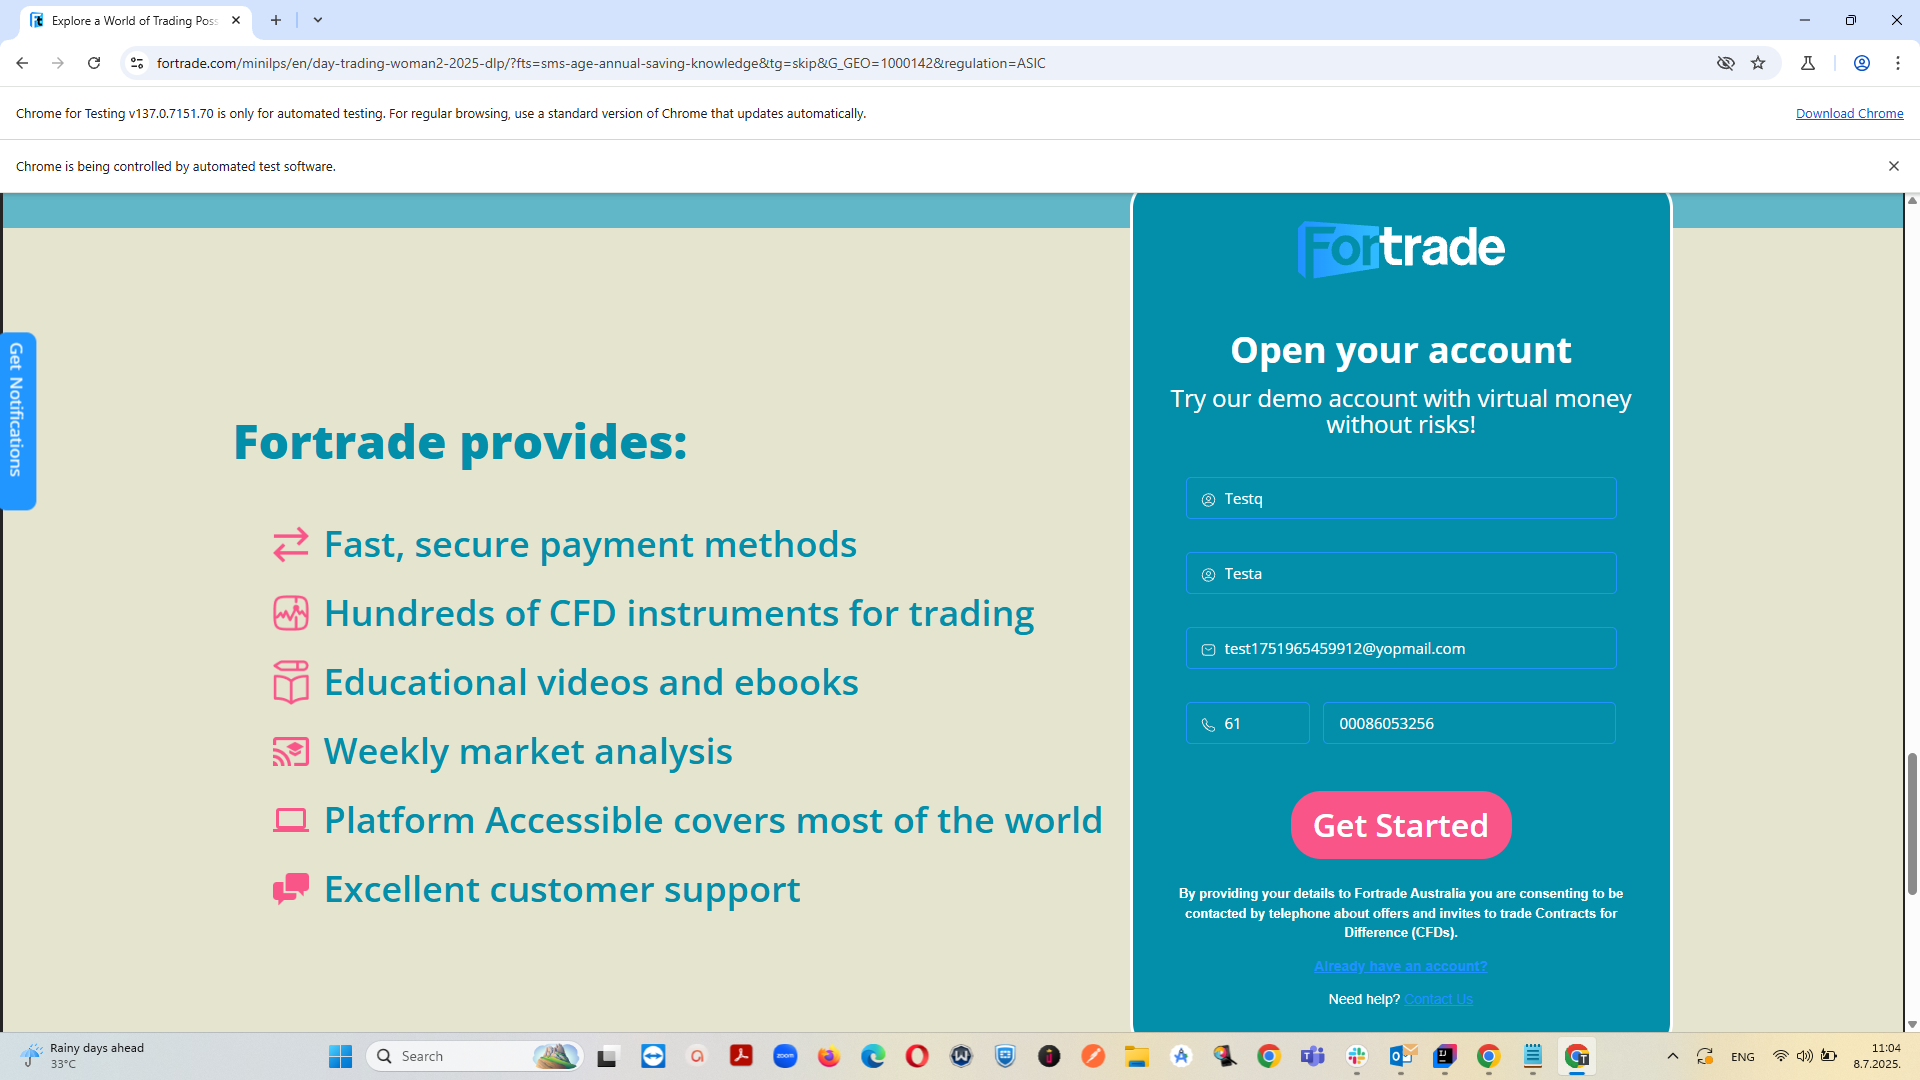 Explore a World of Trading Poss
fortrade.com/minilps/en/day-trading-woman2-2025-dlp/?fts=sms-age-annual-saving-knowledge&tg=skip&G_GEO=1000142&regulation=ASIC
Chrome for Testing v137.0.7151.70 is only for automated testing. For regular browsing, use a standard version of Chrome that updates automatically.
Download Chrome
Chrome is being controlled by automated test software.
Get Notifications
Fortrade provides:
Fast, secure payment methods
Hundreds of CFD instruments for trading
Educational videos and ebooks
Weekly market analysis
Platform Accessible covers most of the world
Excellent customer support
Fortrade
Open your account
Try our demo account with virtual money
without risks!
Testq
Testa
test1751965459912@yopmail.com
61
00086053256
Get Started
By providing your details to Fortrade Australia you are consenting to be
contacted by telephone about offers and invites to trade Contracts for
Difference (CFDs).
Already have an account?
Need help? Contact Us
Rainy days ahead
33°C
Search
zoom
ENG
11:04
8.7.2025.